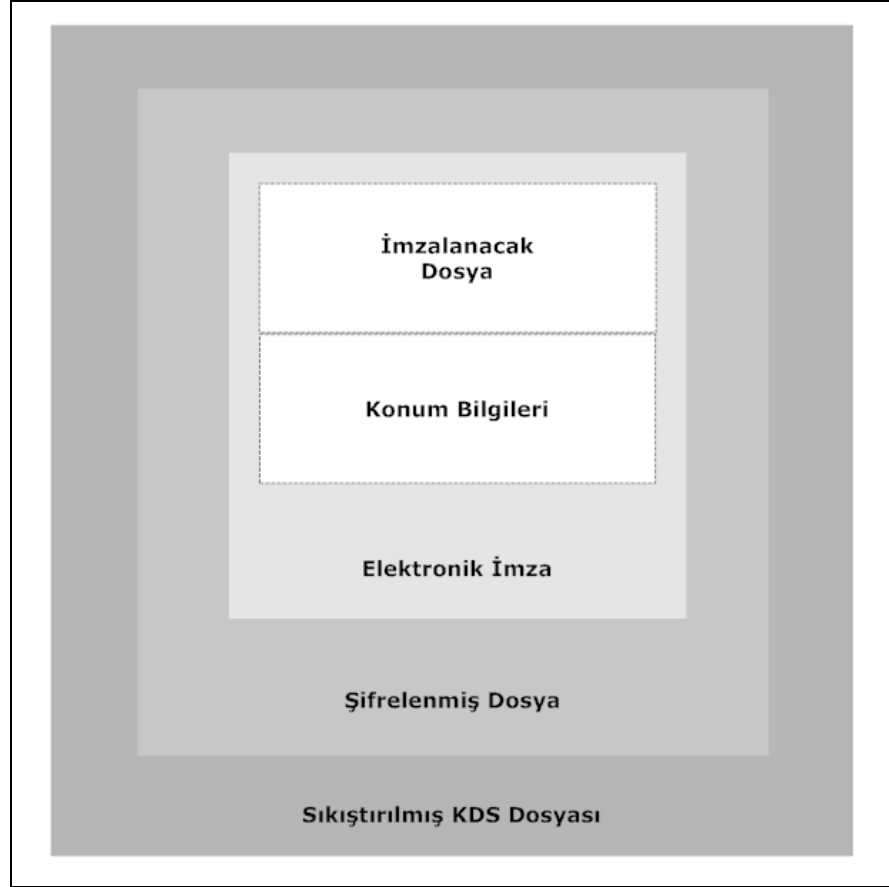 İmzalanacak
Dosya
Konum Bilgileri
Elektronik İmza
Şifrelenmiş Dosya
Sıkıştırılmış KDS Dosyası